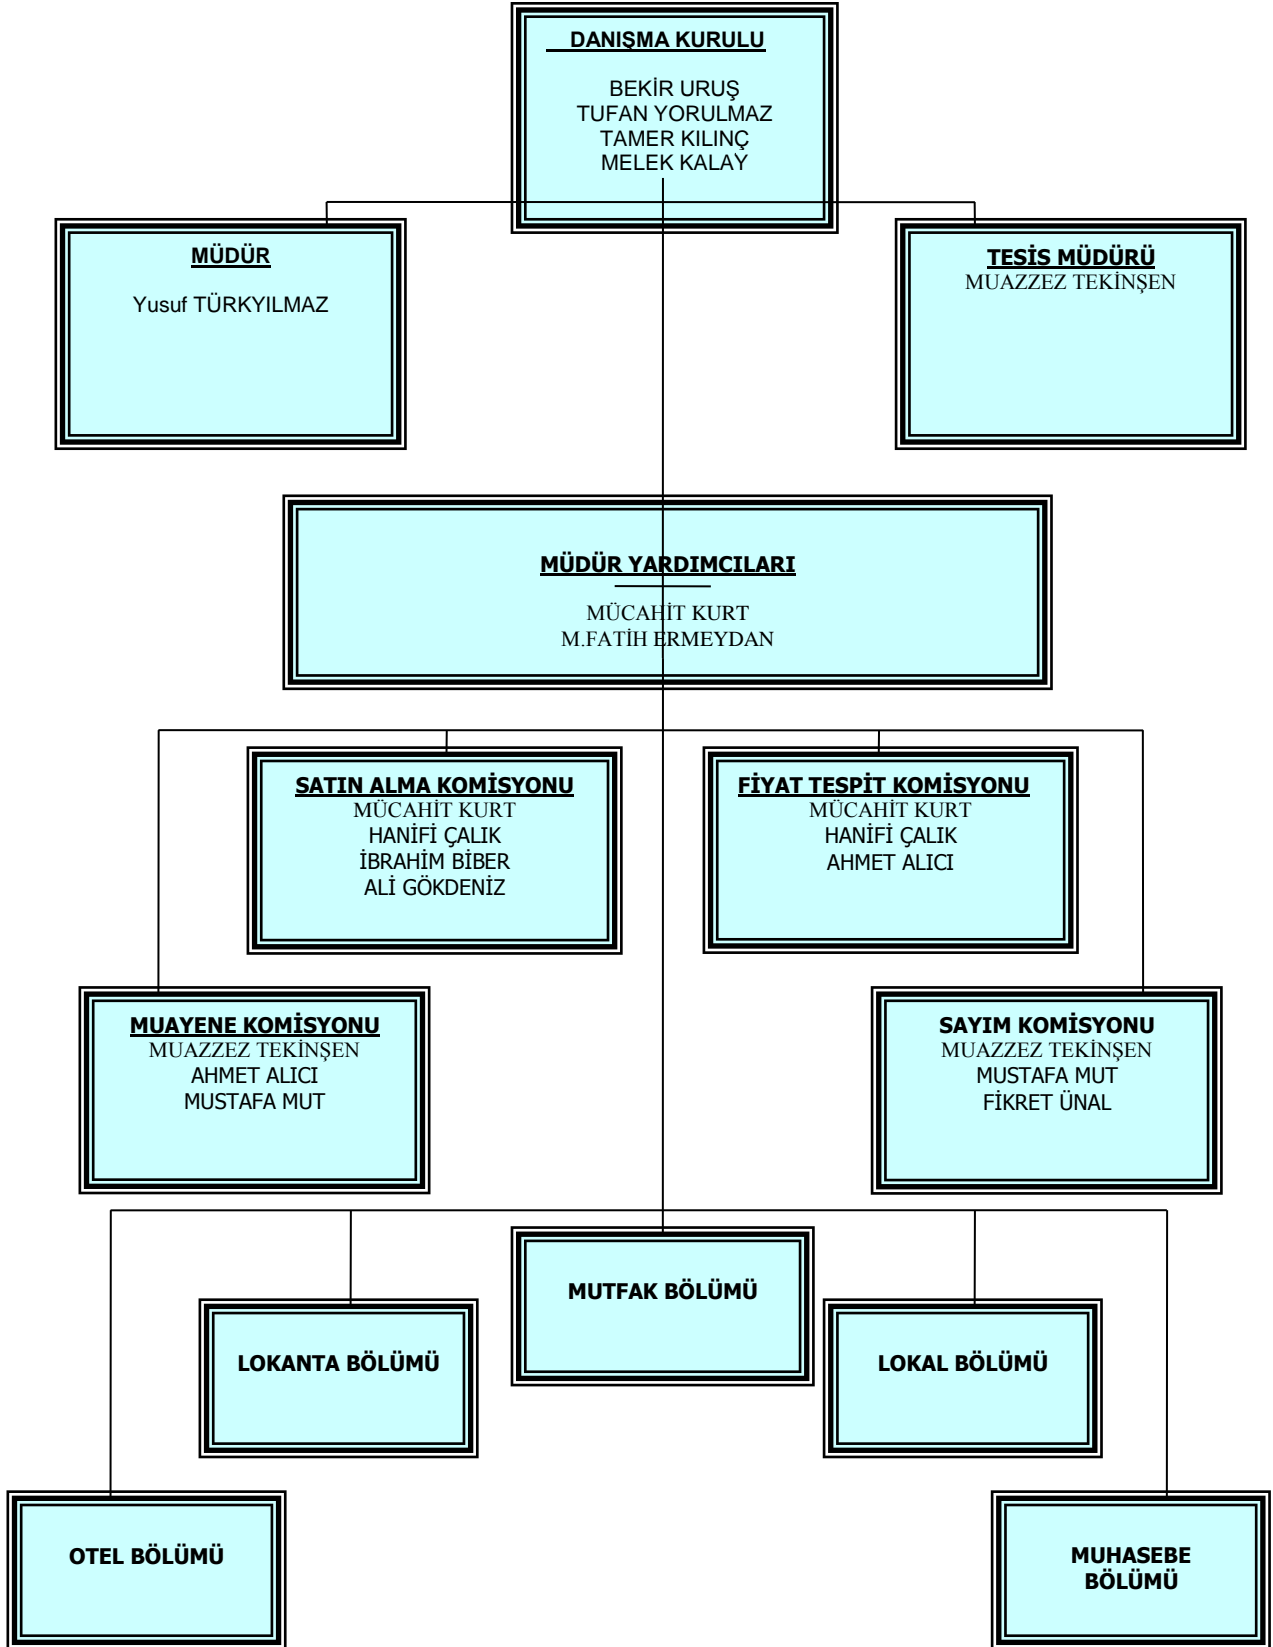 DANIŞMA KURULU
BEKİR URUŞ
TUFAN YORULMAZ
TAMER KILINÇ
MELEK KALAY
MÜDÜR
Yusuf TÜRKYILMAZ
TESİS MÜDÜRÜ
MUAZZEZ TEKİNŞEN
MÜDÜR YARDIMCILARI
MÜCAHİT KURT
M.FATİH ERMEYDAN
SATIN ALMA KOMİSYONU
MÜCAHİT KURT
HANİFİ ÇALIK
İBRAHİM BİBER
ALİ GÖKDENİZ
FİYAT TESPİT KOMİSYONU
MÜCAHİT KURT
HANİFİ ÇALIK
AHMET ALICI
MUAYENE KOMİSYONU
MUAZZEZ TEKİNŞEN
AHMET ALICI
MUSTAFA MUT
SAYIM KOMİSYONU
MUAZZEZ TEKİNŞEN
MUSTAFA MUT
FİKRET ÜNAL
MUTFAK BÖLÜMÜ
LOKANTA BÖLÜMÜ
LOKAL BÖLÜMÜ
OTEL BÖLÜMÜ
MUHASEBE
BÖLÜMÜ